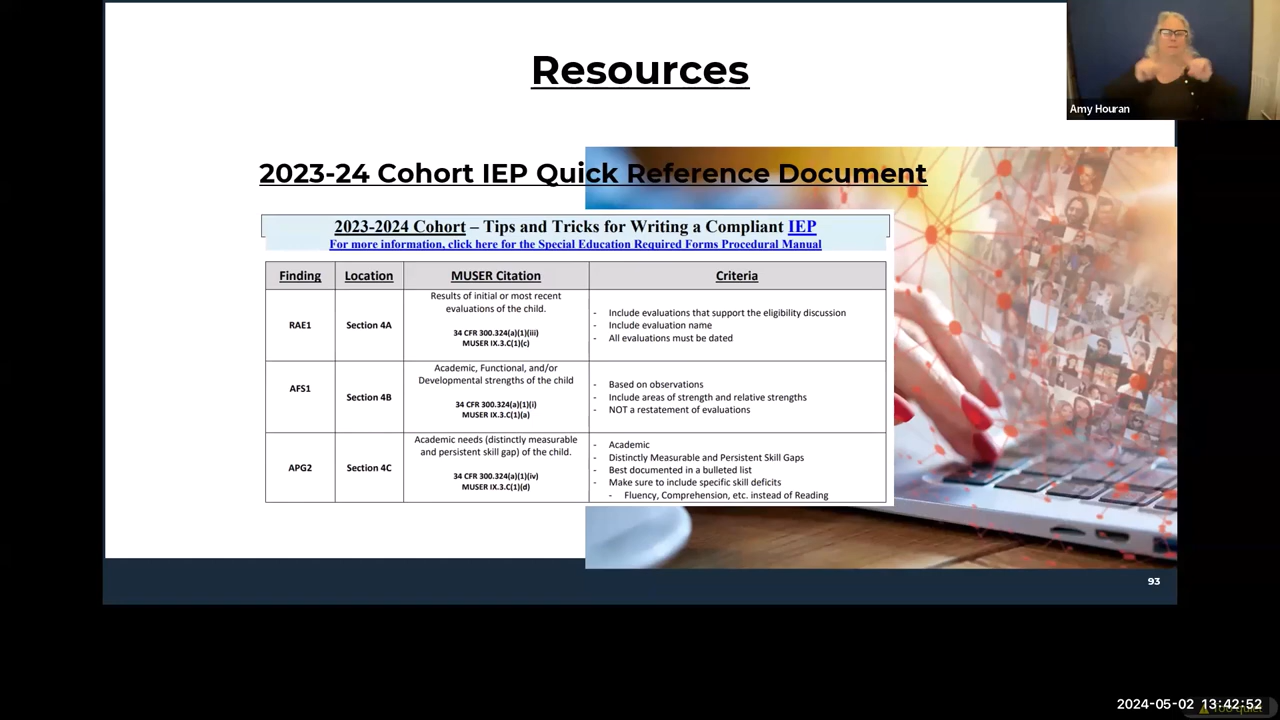 Resources
Amy Houran
2023-24 Cohort IEP Quick Reference Document
2023-2024 Cohort – Tips and Tricks for Writing a Compliant IEP
For more information, click here for the Special Education Required Forms Procedural Manual
Finding Location MUSER Citation Criteria
RAE1
Section 4A
Results of initial or most recent
evaluations of the child.
34 CFR 300.324(a)(1)(iii)
MUSER IX.3.C(1)(c)
- Include evaluations that support the eligibility discussion
- Include evaluation name
- All evaluations must be dated
AFS1
Section 4B
Academic, Functional, and/or
Developmental strengths of the child
34 CFR 300.324(a)(1)(i)
MUSER IX.3.C(1)(a)
- Based on observations
- Include areas of strength and relative strengths
- NOT a restatement of evaluations
APG2
Section 4C
Academic needs (distinctly measurable
and persistent skill gap) of the child.
34 CFR 300.324(a)(1)(iv)
MUSER IX.3.C(1)(d)
- Academic
- Distinctly Measurable and Persistent Skill Gaps
- Best documented in a bulleted list
- Make sure to include specific skill deficits
- Fluency, Comprehension, etc. instead of Reading
93
2024-05-02 13:42:52